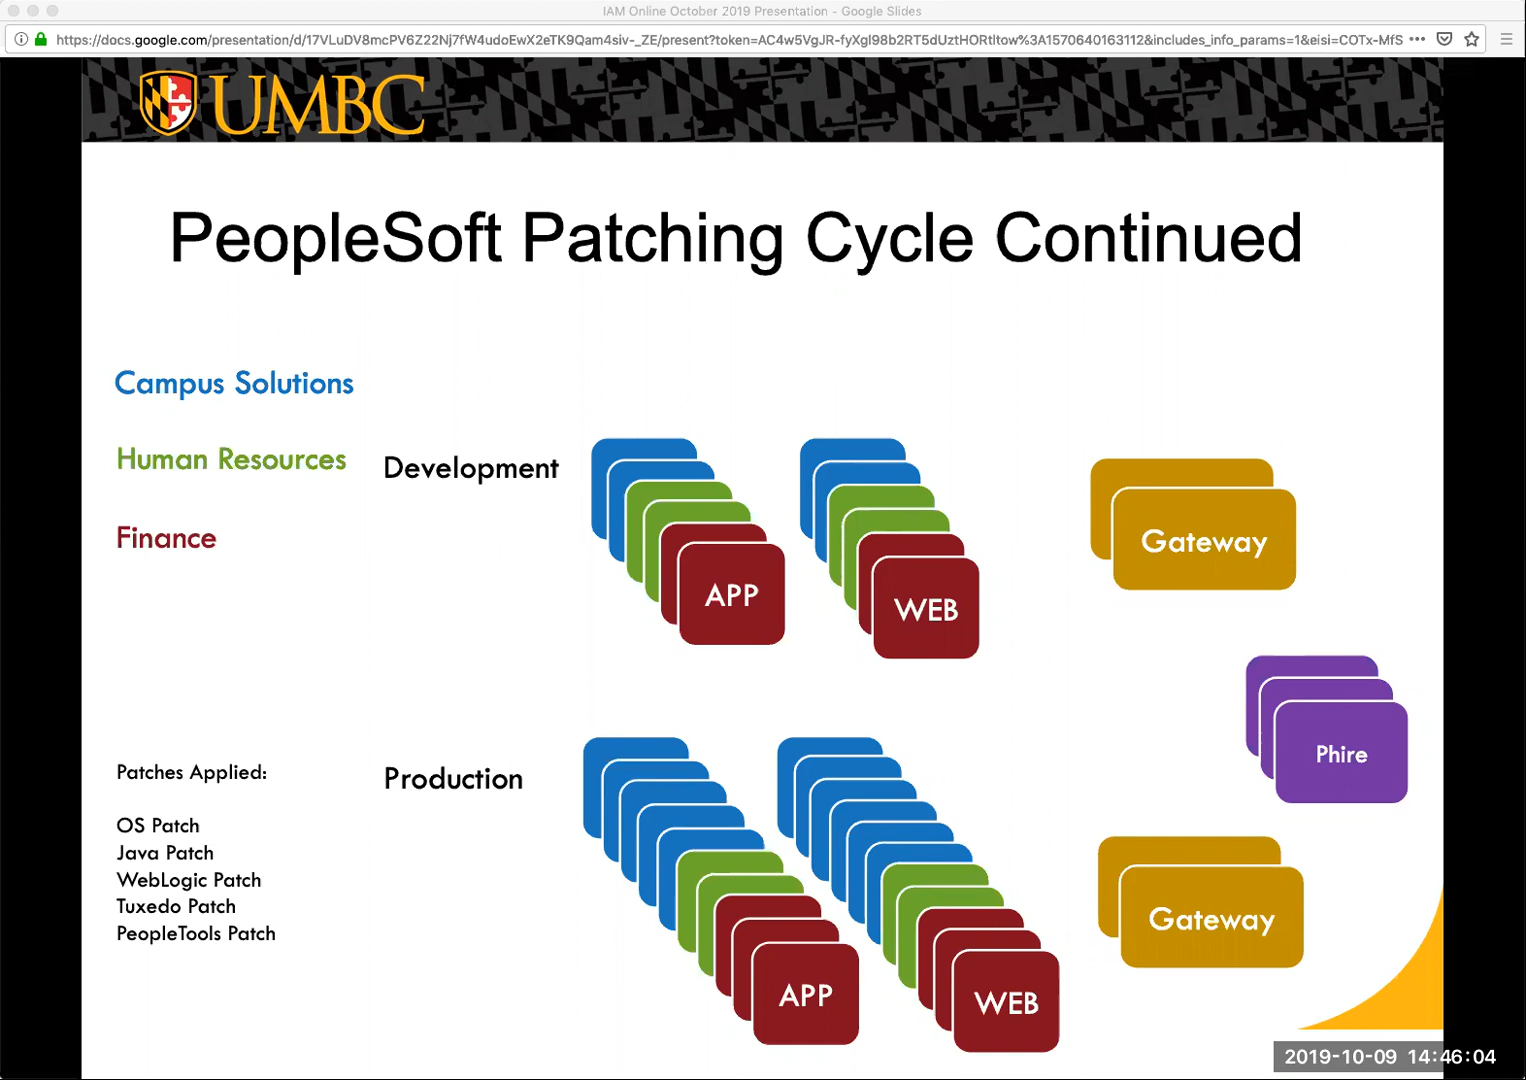 IAM Online October 2019 Presentation - Google Slides
https://docs.google.com/presentation/d/17VLuDV8mcPV6Z22Nj7fW4udoEwX2eTK9Qam4siv-_ZE/present?token=AC4w5VgJR-fyXgl98b2RT5dUztHORtltow%3A1570640163112&includes_info_params=1&eisi=COTx-MfS
UMBC
PeopleSoft Patching Cycle Continued
Campus Solutions
Human Resources
Finance
Development
APP
WEB
Gateway
Phire
Production
APP
WEB
Gateway
Patches Applied:
OS Patch
Java Patch
WebLogic Patch
Tuxedo Patch
PeopleTools Patch
2019-10-09 14:46:04